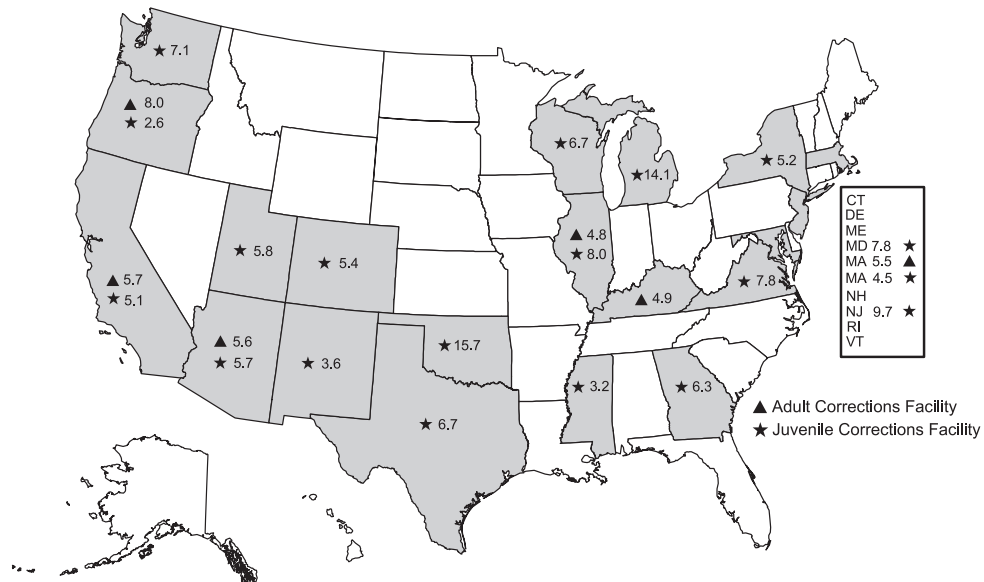 ★ 7.1
▲ 8.0
★ 2.6
★ 6.7
★ 14.1
★ 5.2
CT
DE
ME
MD 7.8 ★
MA 5.5 ▲
MA 4.5 ★
NH
NJ 9.7 ★
RI
VT
▲ 4.8
★ 8.0
★ 5.8
★ 5.4
▲ 5.7
★ 5.1
★ 7.8
▲ 4.9
▲ 5.6
★ 5.7
★ 3.6
★ 15.7
★ 3.2
★ 6.3
★ 6.7
▲ Adult Corrections Facility
★ Juvenile Corrections Facility